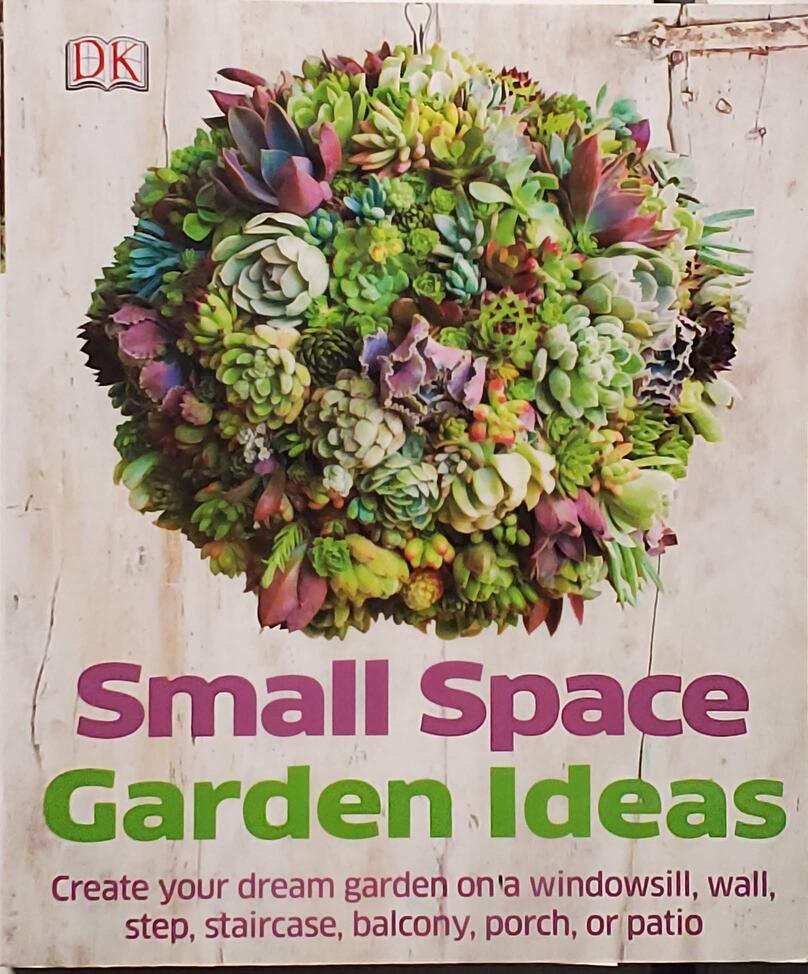 DK
Small Space
Garden Ideas
Create your dream garden on a windowsill, wall,
step, staircase, balcony, porch, or patio